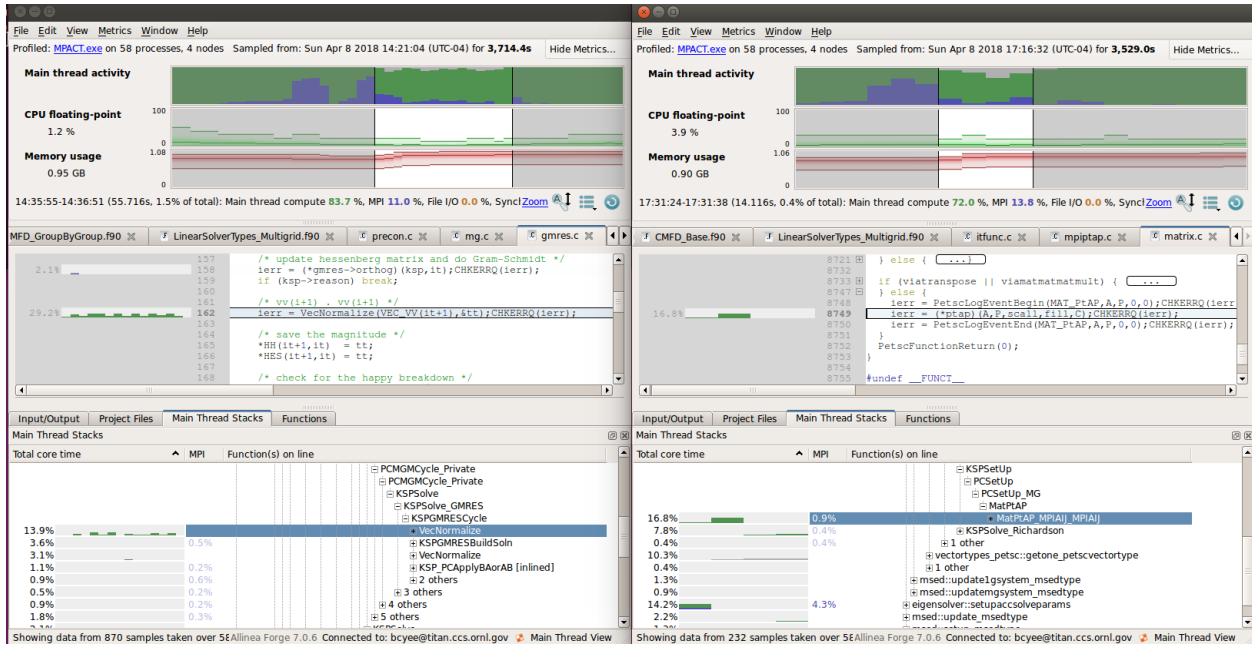 File Edit View Metrics Window Help
Profiled: MPACT.exe on 58 processes, 4 nodes Sampled from: Sun Apr 8 2018 14:21:04 (UTC-04) for 3,714.4s Hide Metrics...
Main thread activity
CPU floating-point
100
1.2 %
0
Memory usage
1.08
0.95 GB
0
14:35:55-14:36:51 (55.716s, 1.5% of total): Main thread compute 83.7 %, MPI 11.0 %, File I/O 0.0 %, Syncl Zoom
MFD_GroupByGroup.f90 LinearSolverTypes_Multigrid.f90 precon.c mg.c gmres.c
157 /* update hessenberg matrix and do Gram-Schmidt */
2.1% 158 ierr = (*gmres->orthog)(ksp,it);CHKERRQ(ierr);
159 if (ksp->reason) break;
160
161 /* vv(i+1) . vv(i+1) */
29.2% 162 ierr = VecNormalize(VEC_VV(it+1),&tt);CHKERRQ(ierr);
163
164 /* save the magnitude */
165 *HH(it+1,it) = tt;
166 *HES(it+1,it) = tt;
167
168 /* check for the happy breakdown */
Input/Output Project Files Main Thread Stacks Functions
Main Thread Stacks
Total core time MPI Function(s) on line
PCMGMCycle_Private
PCMGMCycle_Private
KSPSolve
KSPSolve_GMRES
KSPGMRESCycle
13.9% VecNormalize
3.6% 0.5% KSPGMRESBuildSoln
3.1% VecNormalize
1.1% 0.2% KSP_PCApplyBAorAB [inlined]
0.9% 0.6% 2 others
0.5% 0.2% 3 others
0.9% 0.2% 4 others
1.8% 0.3% 5 others
Showing data from 870 samples taken over 58 Allinea Forge 7.0.6 Connected to: bcyee@titan.ccs.ornl.gov Main Thread View
File Edit View Metrics Window Help
Profiled: MPACT.exe on 58 processes, 4 nodes Sampled from: Sun Apr 8 2018 17:16:32 (UTC-04) for 3,529.0s Hide Metrics...
Main thread activity
CPU floating-point
100
3.9 %
0
Memory usage
1.06
0.90 GB
0
17:31:24-17:31:38 (14.116s, 0.4% of total): Main thread compute 72.0 %, MPI 13.8 %, File I/O 0.0 %, Syncl Zoom
CMFD_Base.f90 LinearSolverTypes_Multigrid.f90 itfunc.c mpiptap.c matrix.c
8721 } else { ...}
8732
8733 if (viatranspose || viamatmatmatmult) { ...
8747 } else {
8748 ierr = PetscLogEventBegin(MAT_PtAP,A,P,0,0);CHKERRQ(ierr
16.8% 8749 ierr = (*ptap)(A,P,scall,fill,C);CHKERRQ(ierr);
8750 ierr = PetscLogEventEnd(MAT_PtAP,A,P,0,0);CHKERRQ(ierr);
8751 }
8752 PetscFunctionReturn(0);
8753 }
8754
8755 #undef __FUNCT__
Input/Output Project Files Main Thread Stacks Functions
Main Thread Stacks
Total core time MPI Function(s) on line
KSPSetUp
PCSetUp
PCSetUp_MG
MatPtAP
16.8% 0.9% MatPtAP_MPIAIJ_MPIAIJ
7.8% 0.4% KSPSolve_Richardson
0.4% 0.4% 1 other
10.3% vectortypes_petsc::getone_petscvectortype
0.4% 1 other
1.3% msed::update1gsystem_msedtype
0.9% msed::updatemgsystem_msedtype
14.2% 4.3% eigensolver::setupaccsolveparams
2.2% msed::update_msedtype
Showing data from 232 samples taken over 58 Allinea Forge 7.0.6 Connected to: bcyee@titan.ccs.ornl.gov Main Thread View